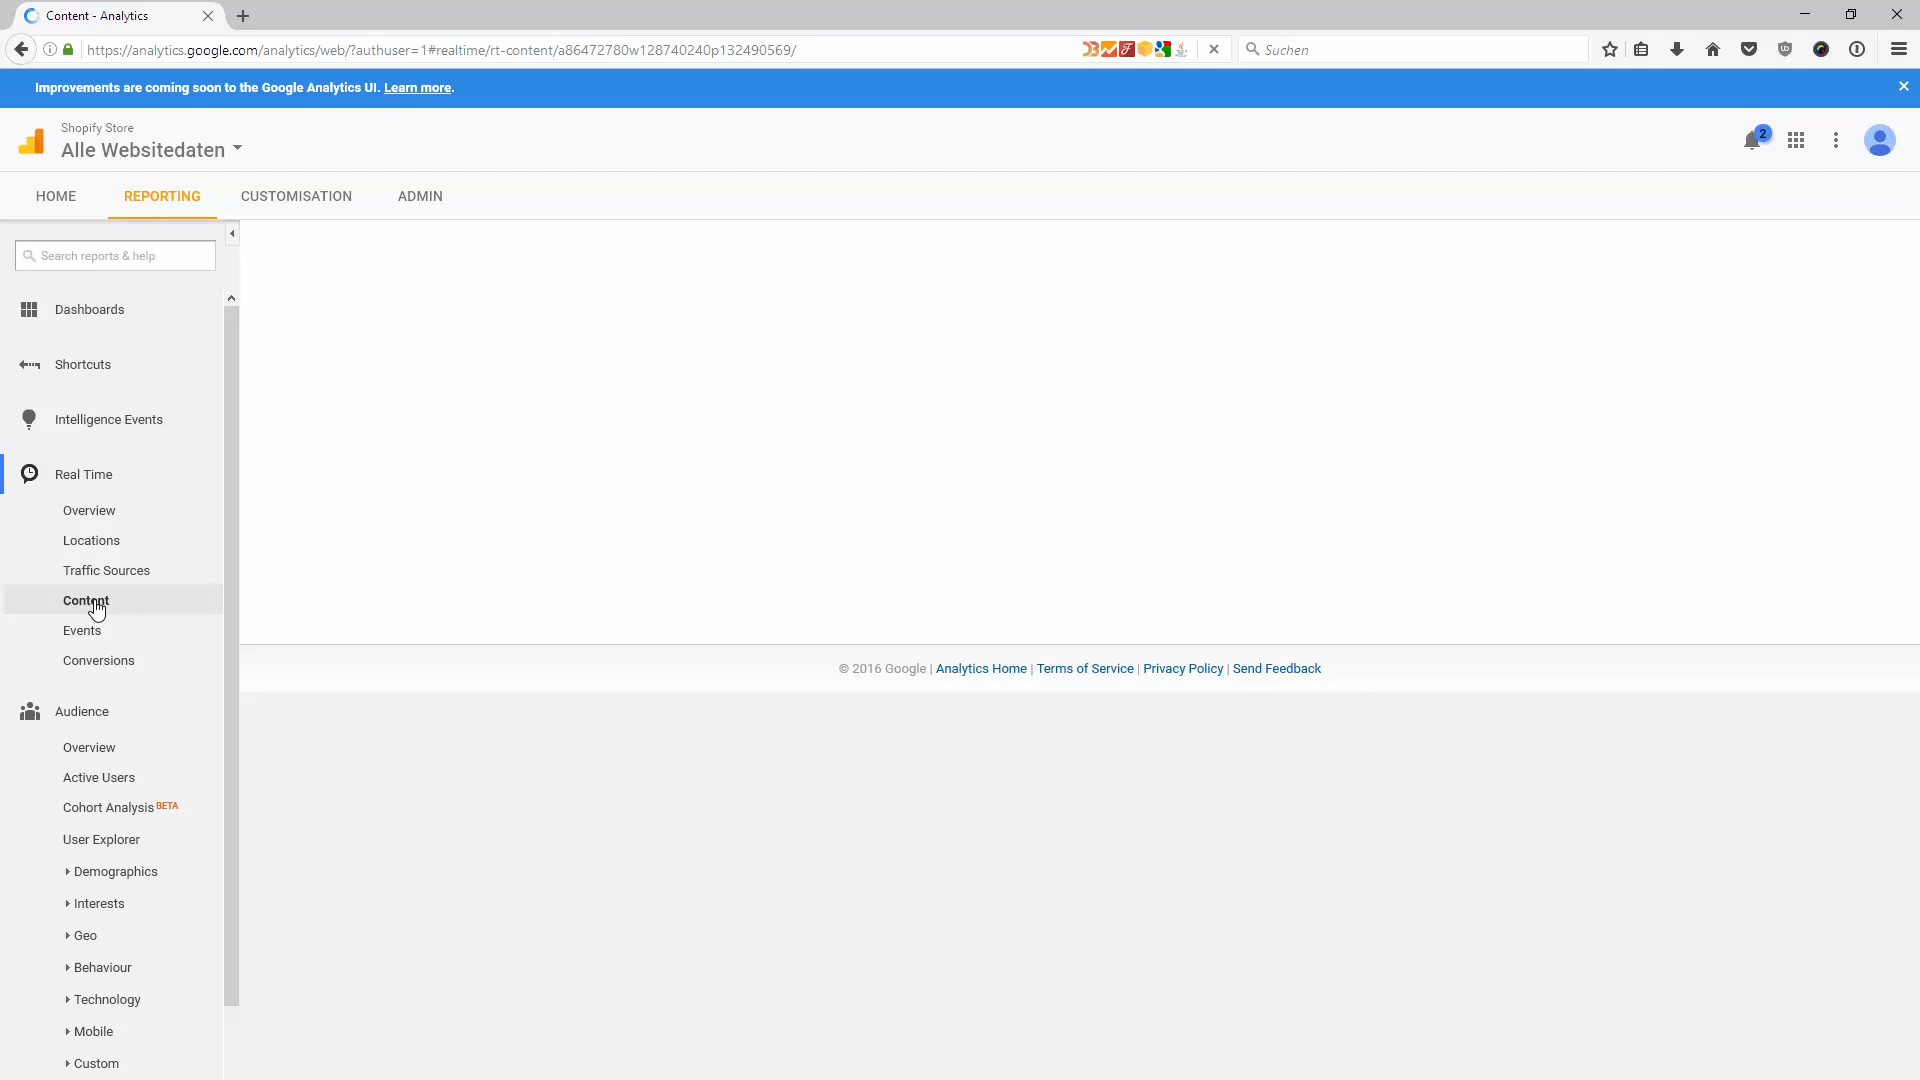 Content - Analytics
https://analytics.google.com/analytics/web/?authuser=1#realtime/rt-content/a86472780w128740240p132490569/
Suchen
Improvements are coming soon to the Google Analytics UI. Learn more.
Shopify Store
Alle Websitedaten
2
HOME
REPORTING
CUSTOMISATION
ADMIN
Search reports & help
Dashboards
Shortcuts
Intelligence Events
Real Time
Overview
Locations
Traffic Sources
Content
Events
Conversions
© 2016 Google | Analytics Home | Terms of Service | Privacy Policy | Send Feedback
Audience
Overview
Active Users
Cohort Analysis BETA
User Explorer
Demographics
Interests
Geo
Behaviour
Technology
Mobile
Custom